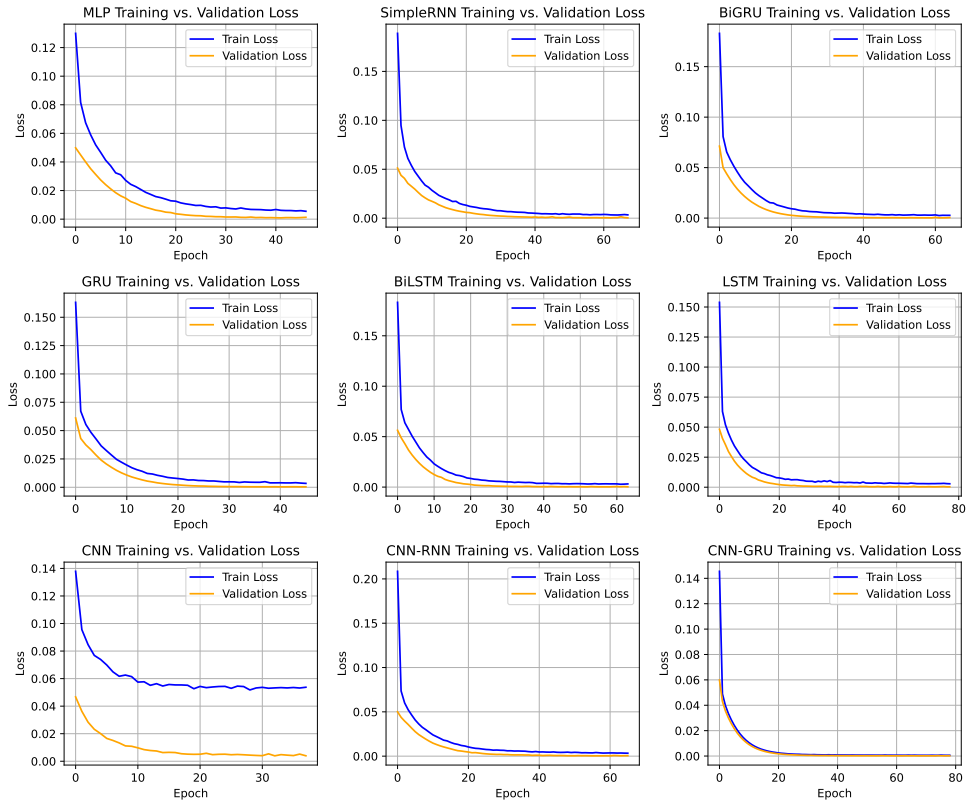 MLP Training vs. Validation Loss
Train Loss
Validation Loss
0.12
0.10
0.08
0.06
0.04
0.02
0.00
Loss
0 10 20 30 40
Epoch
SimpleRNN Training vs. Validation Loss
Train Loss
Validation Loss
0.15
0.10
0.05
0.00
Loss
0 20 40 60
Epoch
BiGRU Training vs. Validation Loss
Train Loss
Validation Loss
0.15
0.10
0.05
0.00
Loss
0 20 40 60
Epoch
GRU Training vs. Validation Loss
Train Loss
Validation Loss
0.150
0.125
0.100
0.075
0.050
0.025
0.000
Loss
0 10 20 30 40
Epoch
BiLSTM Training vs. Validation Loss
Train Loss
Validation Loss
0.15
0.10
0.05
0.00
Loss
0 10 20 30 40 50 60
Epoch
LSTM Training vs. Validation Loss
Train Loss
Validation Loss
0.150
0.125
0.100
0.075
0.050
0.025
0.000
Loss
0 20 40 60 80
Epoch
CNN Training vs. Validation Loss
Train Loss
Validation Loss
0.14
0.12
0.10
0.08
0.06
0.04
0.02
0.00
Loss
0 10 20 30
Epoch
CNN-RNN Training vs. Validation Loss
Train Loss
Validation Loss
0.20
0.15
0.10
0.05
0.00
Loss
0 20 40 60
Epoch
CNN-GRU Training vs. Validation Loss
Train Loss
Validation Loss
0.14
0.12
0.10
0.08
0.06
0.04
0.02
0.00
Loss
0 20 40 60 80
Epoch